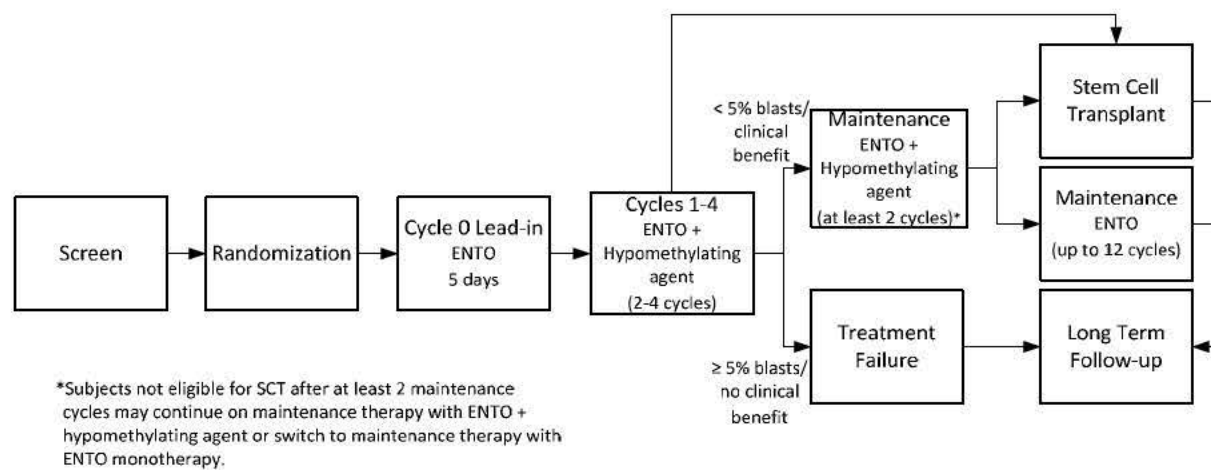 Screen
Randomization
Cycle 0 Lead-in
ENTO
5 days
Cycles 1-4
ENTO +
Hypomethylating
agent
(2-4 cycles)
< 5% blasts/
clinical
benefit
Maintenance
ENTO +
Hypomethylating
agent
(at least 2 cycles)*
Stem Cell
Transplant
Maintenance
ENTO
(up to 12 cycles)
≥ 5% blasts/
no clinical
benefit
Treatment
Failure
Long Term
Follow-up
*Subjects not eligible for SCT after at least 2 maintenance
cycles may continue on maintenance therapy with ENTO +
hypomethylating agent or switch to maintenance therapy with
ENTO monotherapy.